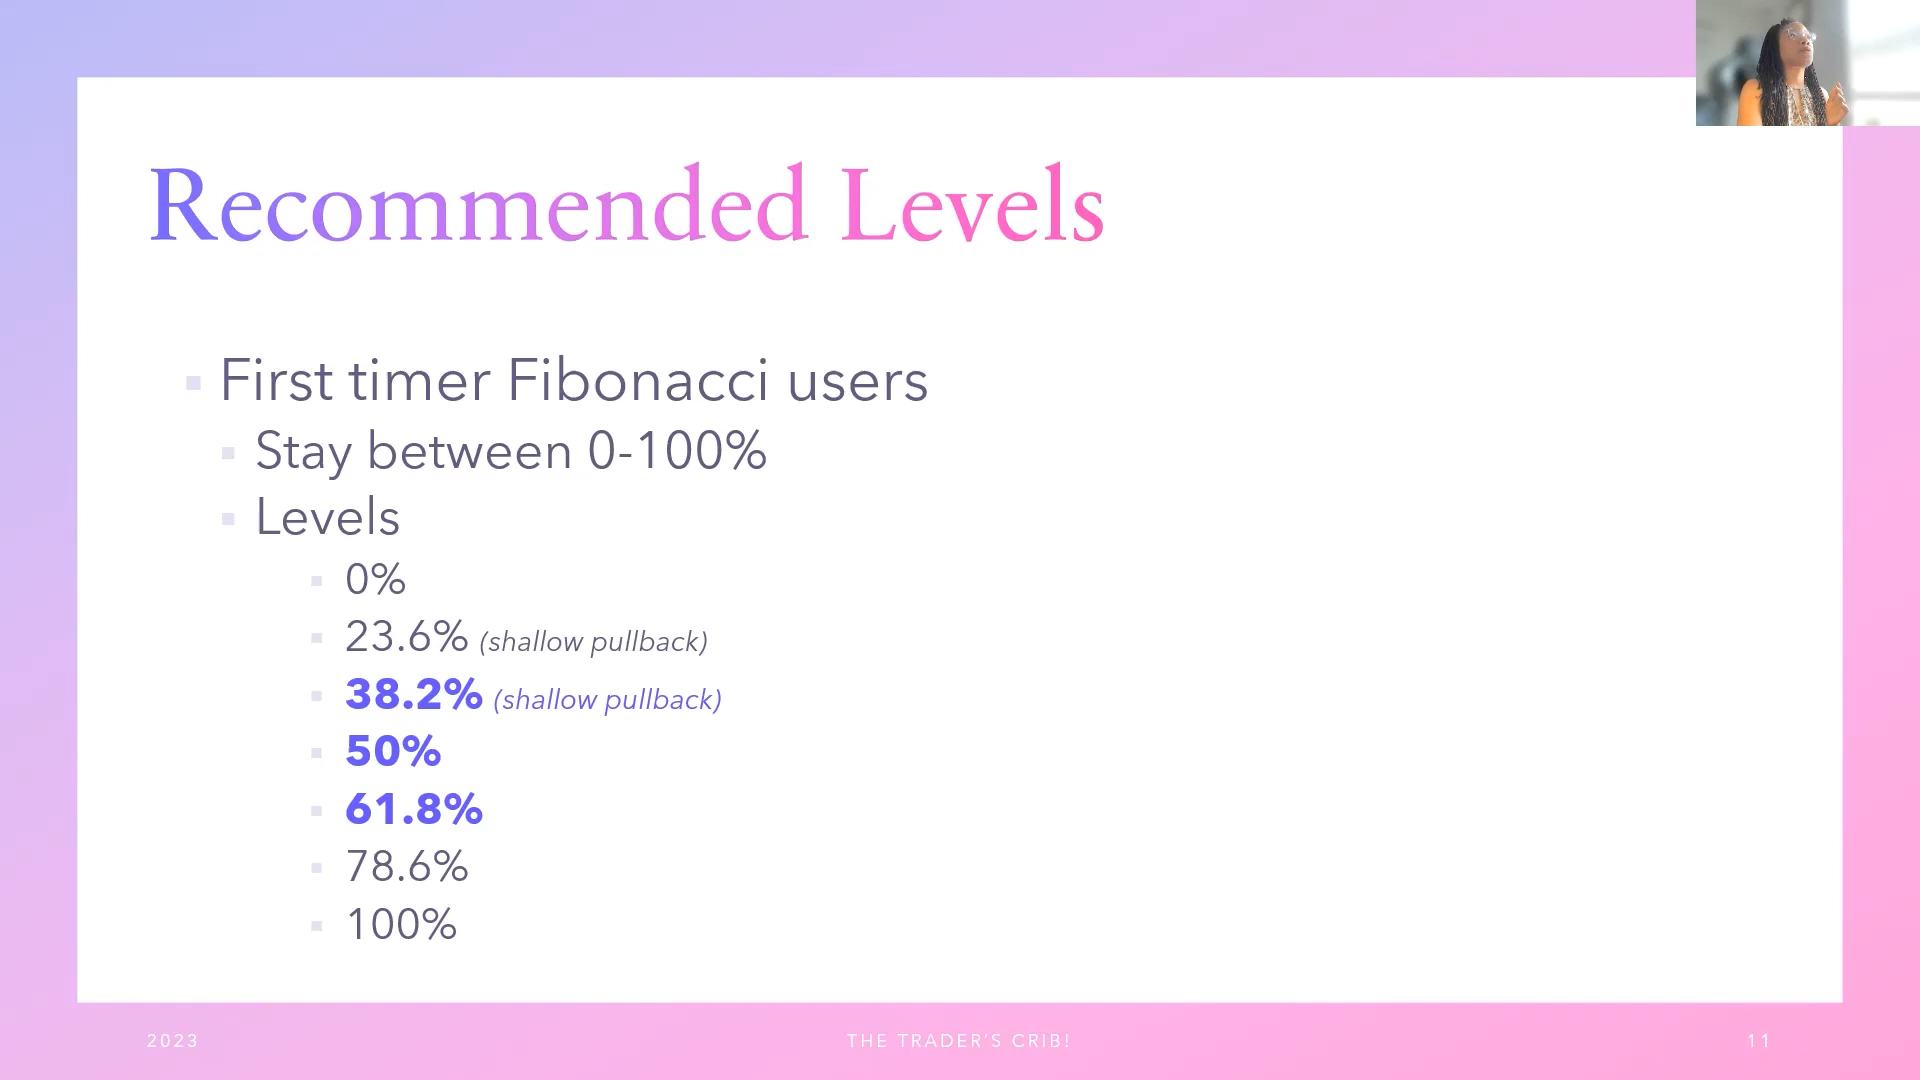 Recommended Levels
First timer Fibonacci users
Stay between 0-100%
Levels
0%
23.6% (shallow pullback)
38.2% (shallow pullback)
50%
61.8%
78.6%
100%
2023
THE TRADER'S CRIB!
11